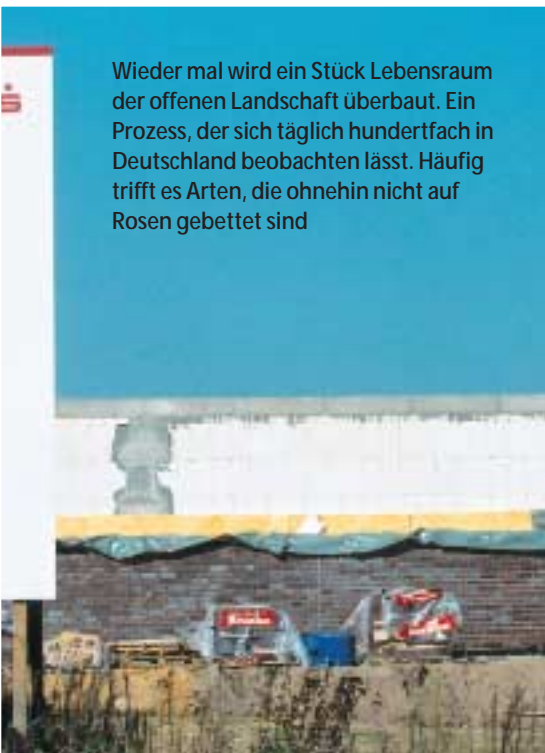 Wieder mal wird ein Stück Lebensraum
der offenen Landschaft überbaut. Ein
Prozess, der sich täglich hundertfach in
Deutschland beobachten lässt. Häufig
trifft es Arten, die ohnehin nicht auf
Rosen gebettet sind